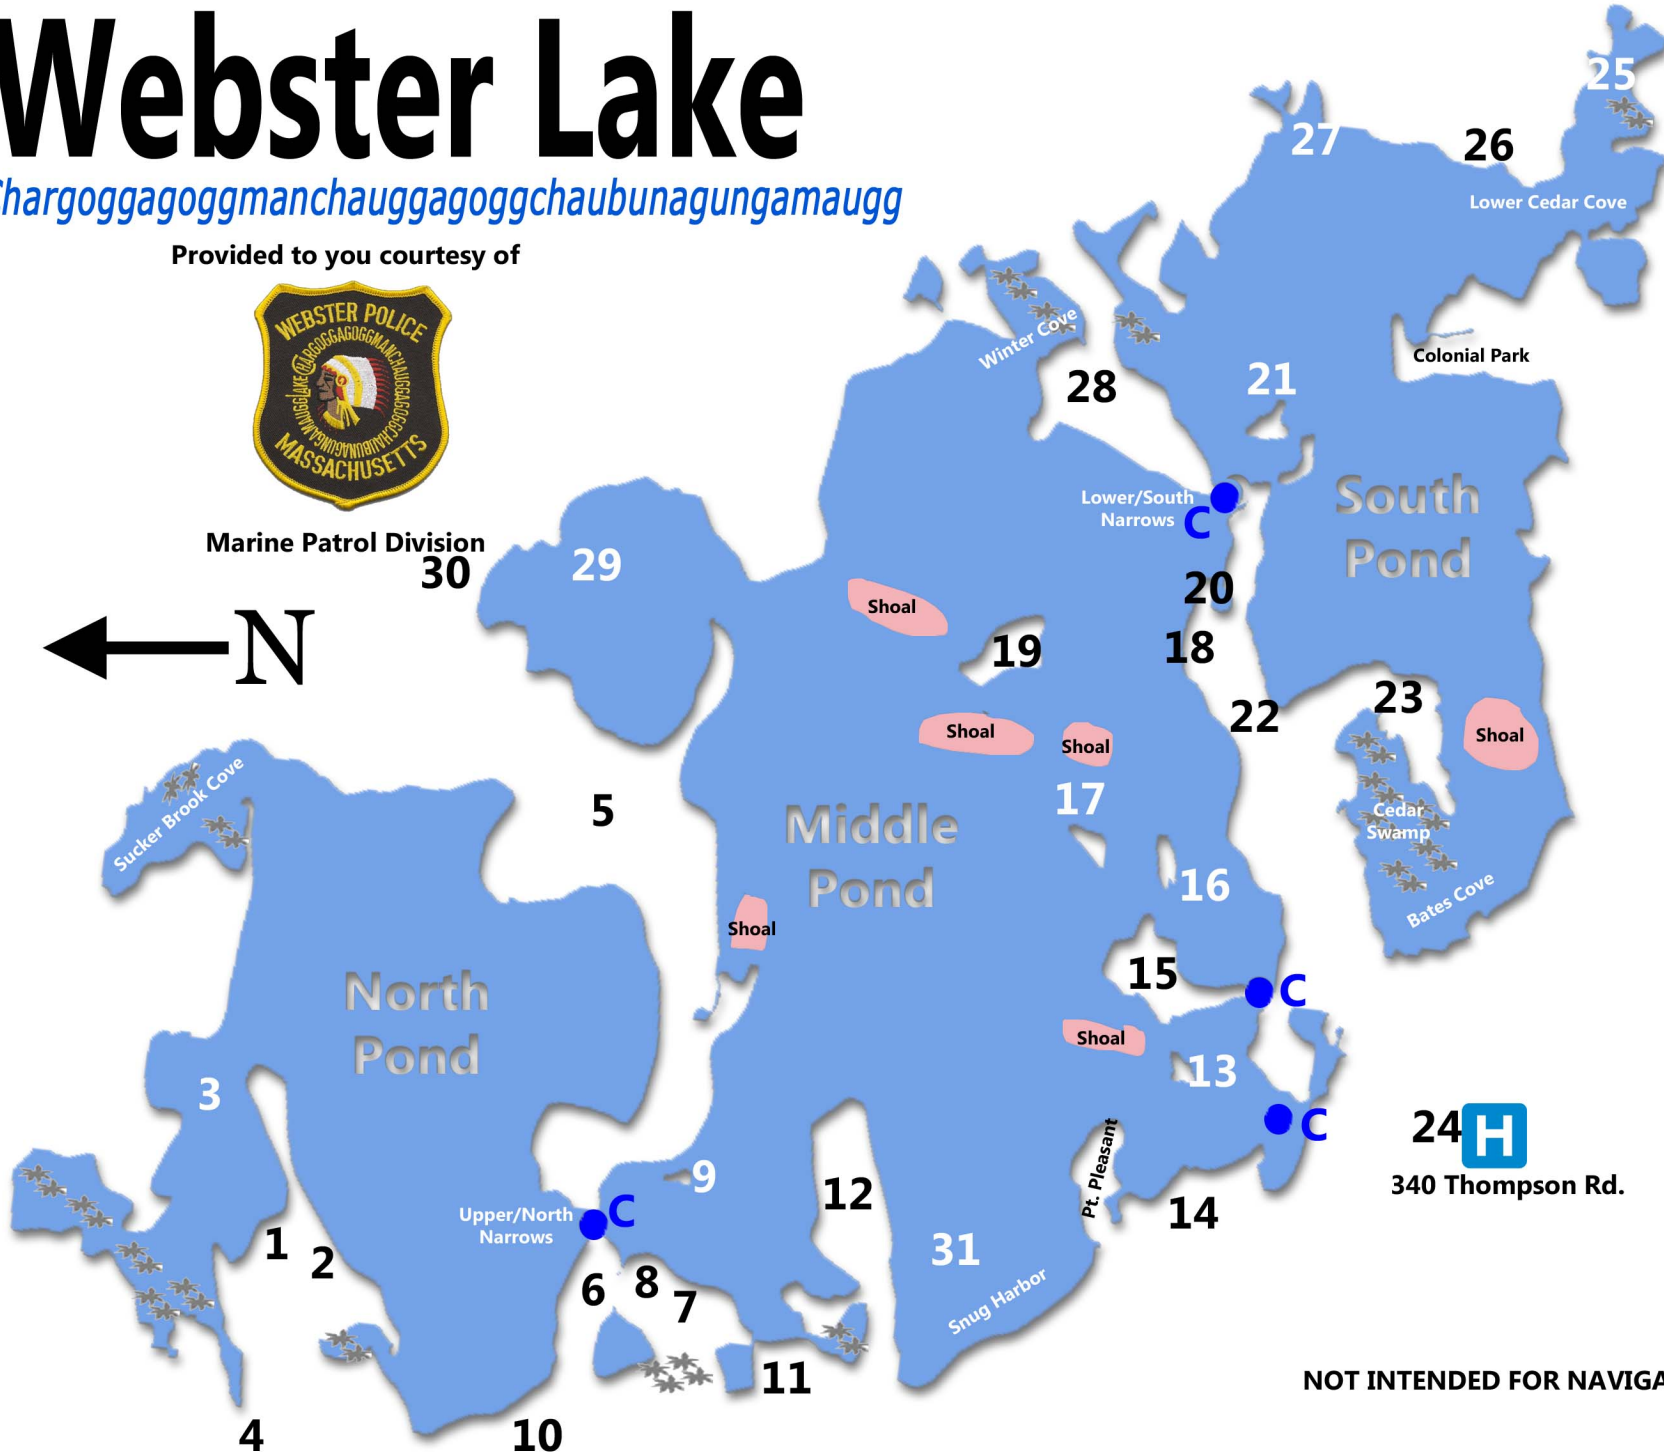 Webster Lake
hargoggagoggmanchauggagoggchaubunagungamaugg
Provided to you courtesy of
WEBSTER POLICE
LAKE CHARGOGGAGOGGMANCHAUGGAGOGGCHAUBUNAGUNGAMAUGG
MASSACHUSETTS
Marine Patrol Division
N
25
27
26
Lower Cedar Cove
Winter Cove
28
21
Colonial Park
Lower/South
Narrows
C
South
Pond
30
29
20
Shoal
19
18
22
23
Shoal
Shoal
Shoal
17
Cedar
Swamp
Bates Cove
Sucker Brook Cove
5
Middle
Pond
16
Shoal
15
C
North
Pond
Shoal
13
3
C
24 H
340 Thompson Rd.
Pt. Pleasant
9
12
14
Upper/North
Narrows
C
1
2
6
8
7
31
Snug Harbor
11
4
10
NOT INTENDED FOR NAVIGA